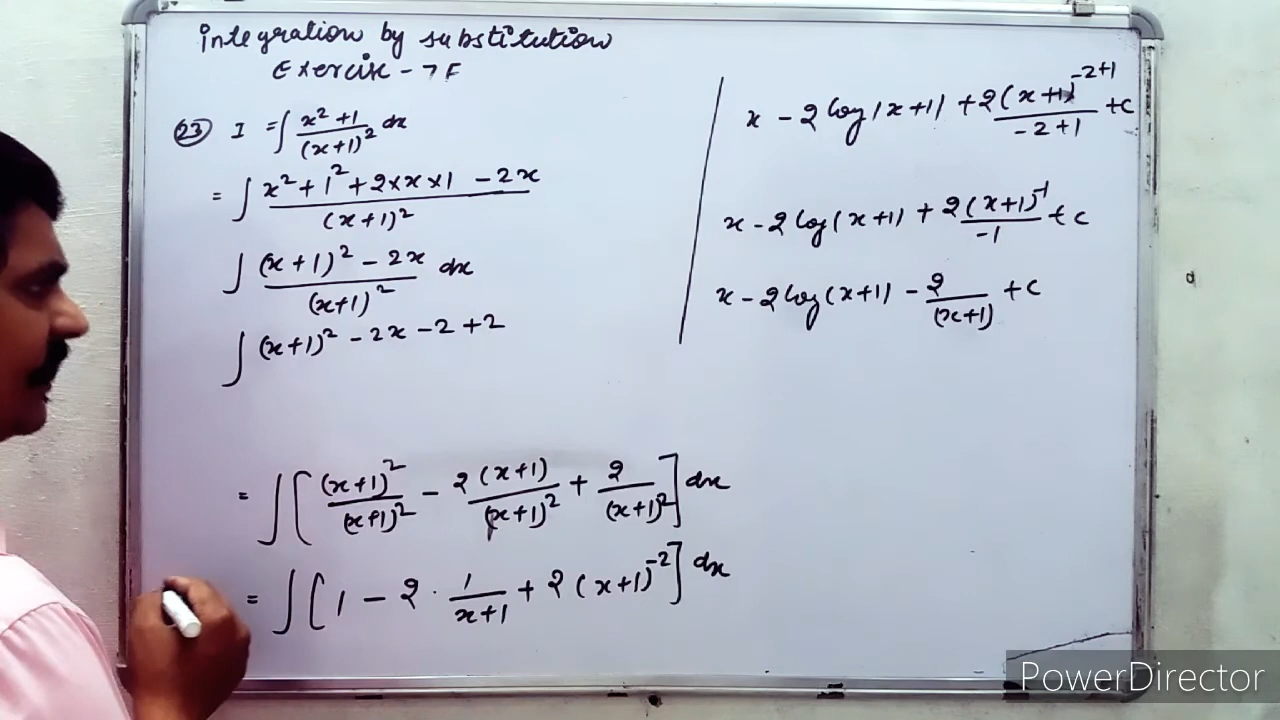 Integration by substitution
Exercise - 7F
(23) I = ∫ x² + 1 / (x+1)² dx
= ∫ x² + 1² + 2×x×1 - 2x / (x+1)²
∫ (x+1)² - 2x / (x+1)² dx
∫ (x+1)² - 2x - 2 + 2
= ∫ [ (x+1)² / (x+1)² - 2 (x+1) / (x+1)² + 2 / (x+1)² ] dx
= ∫ [ 1 - 2 · 1 / x+1 + 2 (x+1)⁻² ] dx
x - 2 log |x+1| + 2 (x+1)⁻²⁺¹ / -2+1 + c
x - 2 log (x+1) + 2 (x+1)⁻¹ / -1 + c
x - 2 log (x+1) - 2 / (x+1) + c
PowerDirector